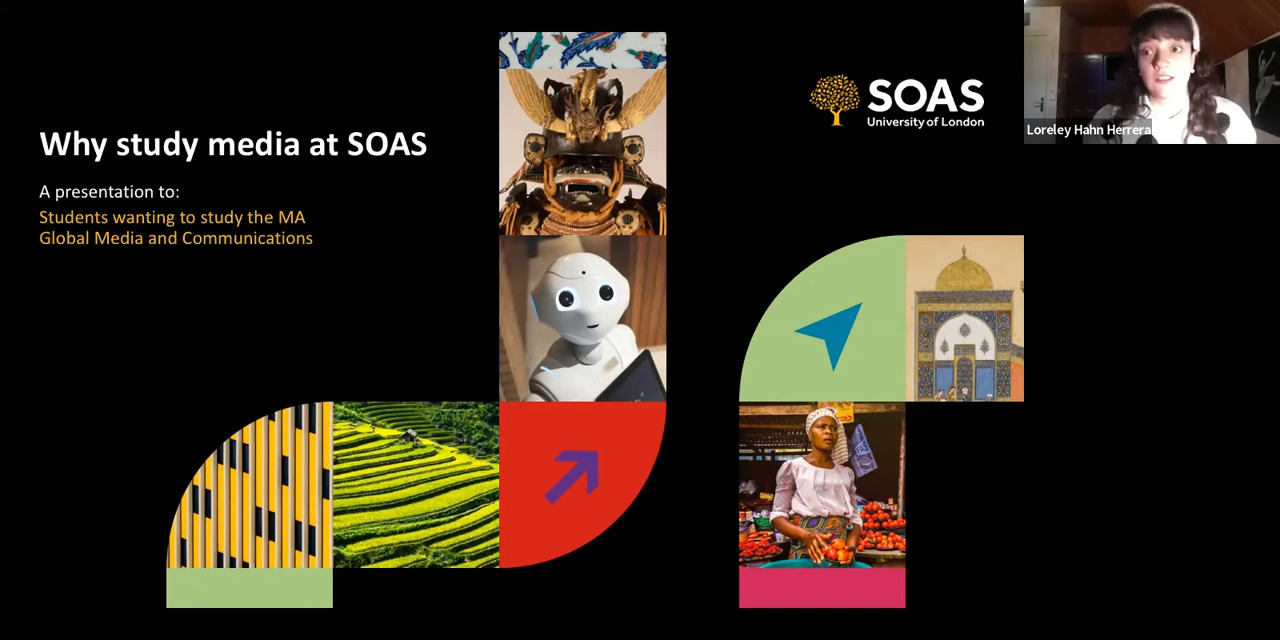 Why study media at SOAS
A presentation to:
Students wanting to study the MA
Global Media and Communications
SOAS
University of London
Loreley Hahn Herrera